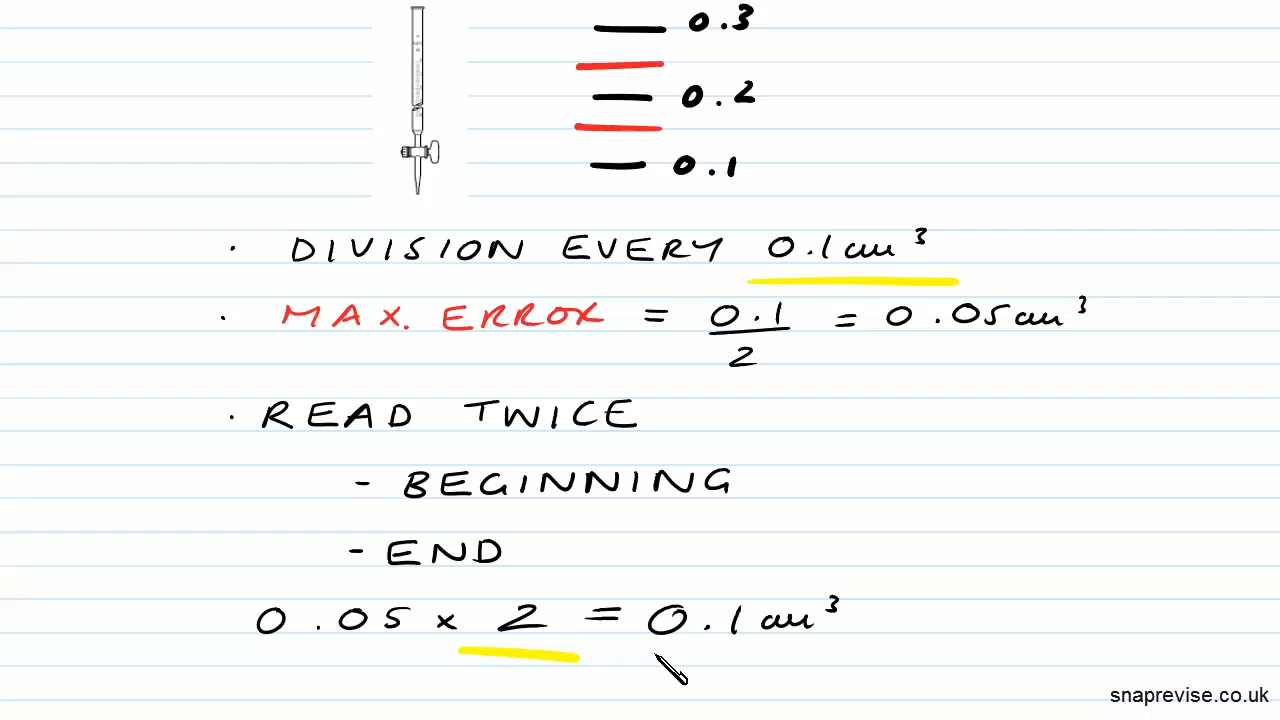 0.3
0.2
0.1
· DIVISION EVERY 0.1cm³
· MAX. ERROR = 0.1/2 = 0.05cm³
· READ TWICE
- BEGINNING
- END
0.05 × 2 = 0.1cm³
snaprevise.co.uk